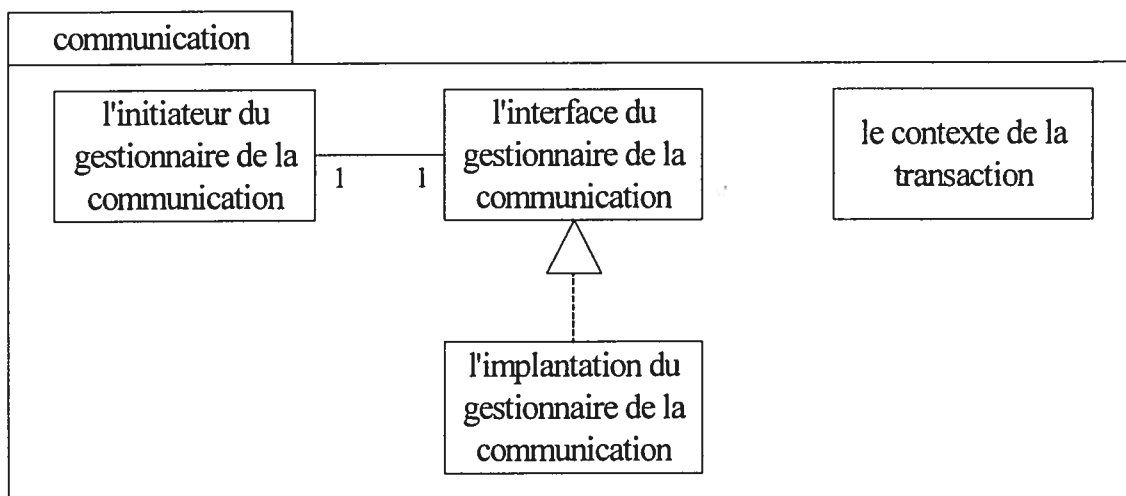 communication
l'initiateur du
gestionnaire de la
communication
1
1
l'interface du
gestionnaire de la
communication
le contexte de la
transaction
l'implantation du
gestionnaire de la
communication